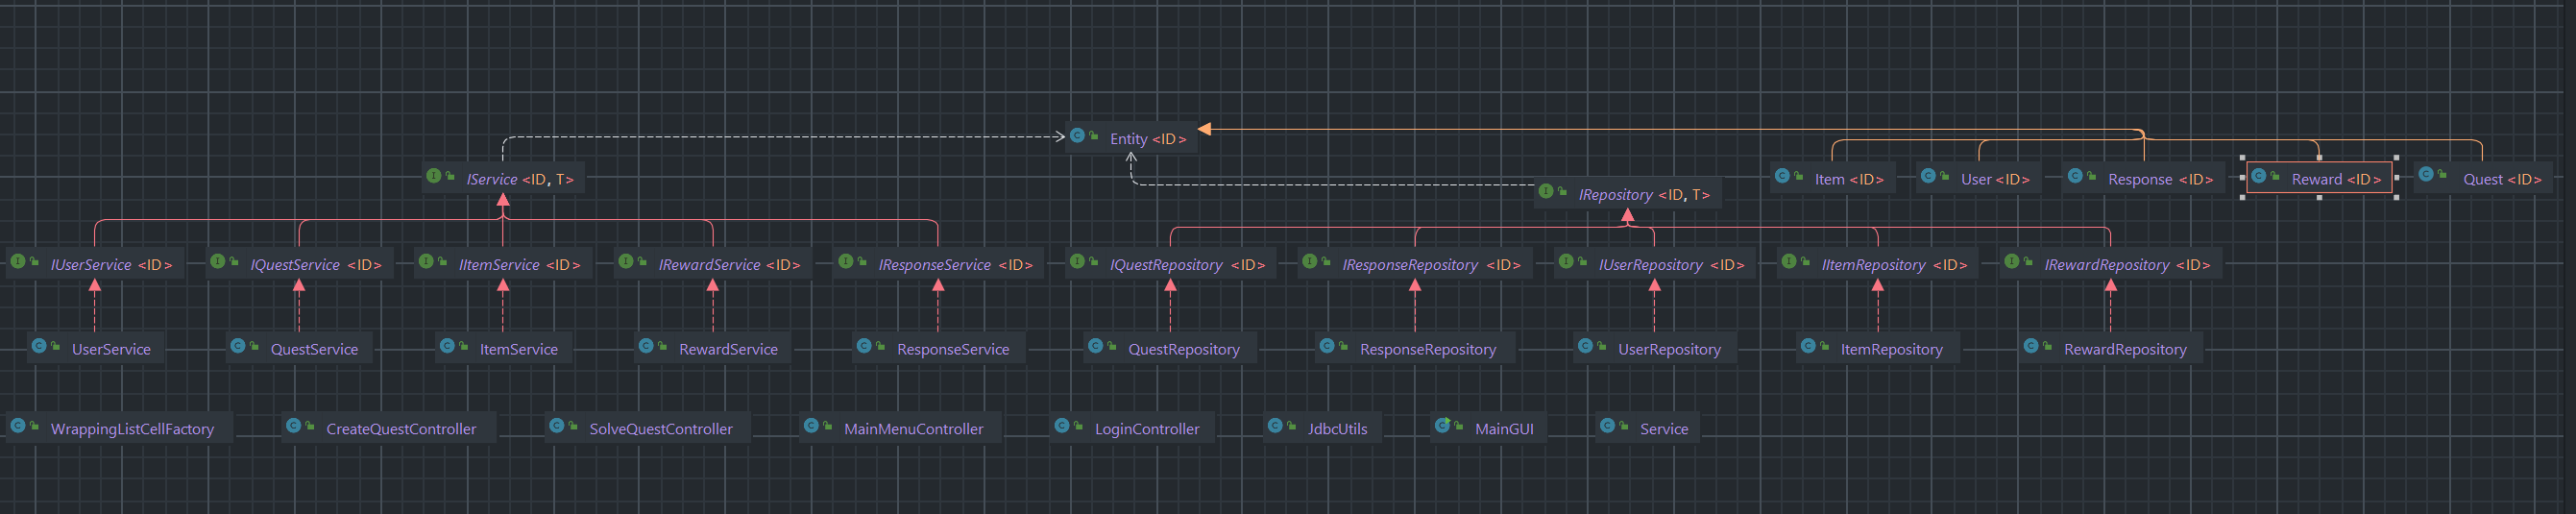 Entity <ID>
IService <ID, T>
IRepository <ID, T>
Item <ID>
User <ID>
Response <ID>
Reward <ID>
Quest <ID>
IUserService <ID>
IQuestService <ID>
IItemService <ID>
IRewardService <ID>
IResponseService <ID>
IQuestRepository <ID>
IResponseRepository <ID>
IUserRepository <ID>
IItemRepository <ID>
IRewardRepository <ID>
UserService
QuestService
ItemService
RewardService
ResponseService
QuestRepository
ResponseRepository
UserRepository
ItemRepository
RewardRepository
WrappingListCellFactory
CreateQuestController
SolveQuestController
MainMenuController
LoginController
JdbcUtils
MainGUI
Service